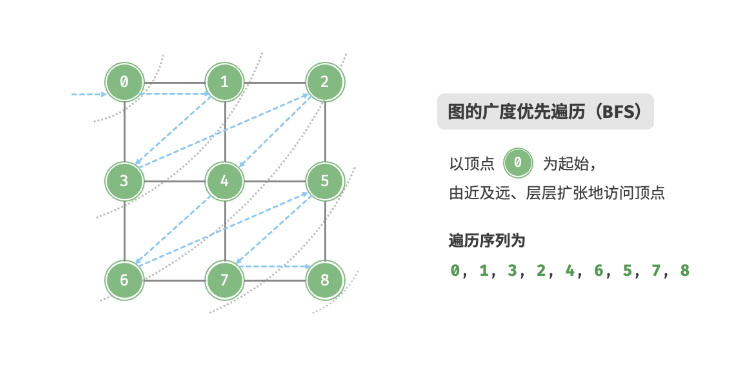 0 1 2
3 4 5
6 7 8
图的广度优先遍历（BFS）
以顶点 0 为起始，
由近及远、层层扩张地访问顶点
遍历序列为
0, 1, 3, 2, 4, 6, 5, 7, 8